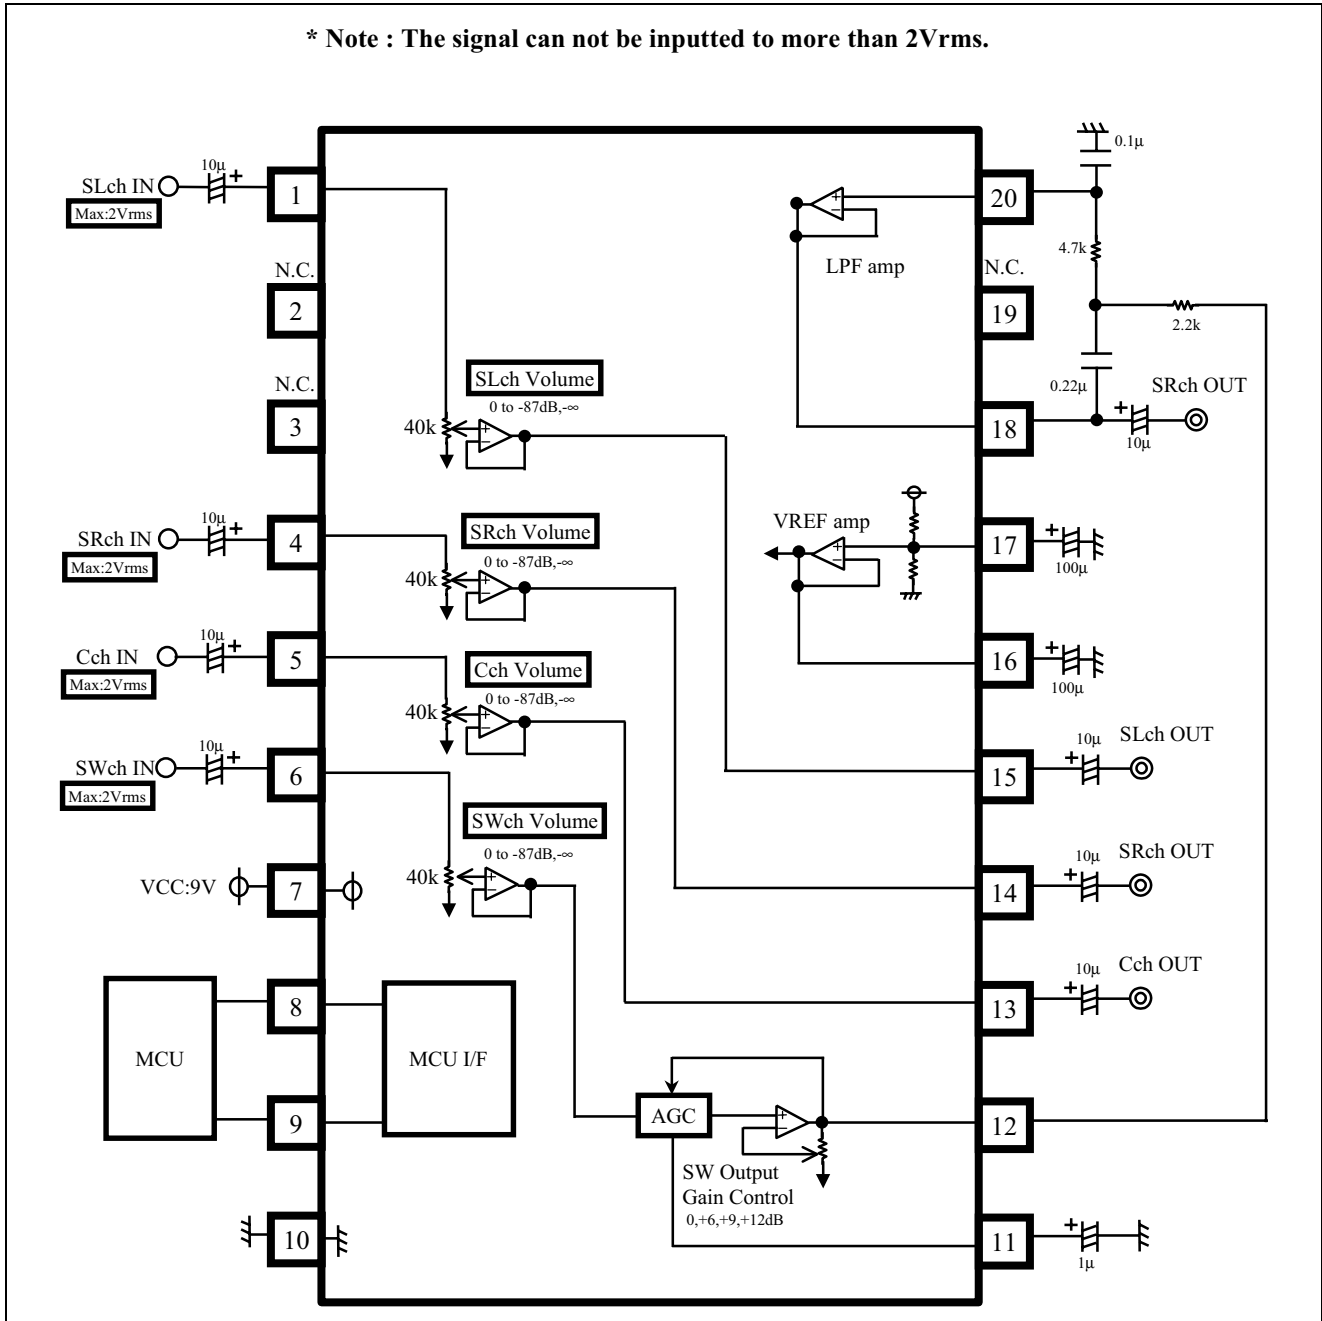 * Note : The signal can not be inputted to more than 2Vrms.
SLch IN
Max:2Vrms
10μ
+
1
N.C.
2
N.C.
3
SRch IN
Max:2Vrms
10μ
+
4
Cch IN
Max:2Vrms
10μ
+
5
SWch IN
Max:2Vrms
10μ
+
6
VCC:9V
7
MCU
8
9
MCU I/F
10
SLch Volume
0 to -87dB,-∞
40k
+
−
SRch Volume
0 to -87dB,-∞
40k
+
−
Cch Volume
0 to -87dB,-∞
40k
+
−
SWch Volume
0 to -87dB,-∞
40k
+
−
AGC
+
−
SW Output
Gain Control
0,+6,+9,+12dB
+
−
LPF amp
VREF amp
+
−
20
0.1μ
4.7k
N.C.
19
2.2k
0.22μ
18
SRch OUT
+
10μ
17
+
100μ
16
+
100μ
15
10μ
+
SLch OUT
14
10μ
+
SRch OUT
13
10μ
+
Cch OUT
12
11
+
1μ